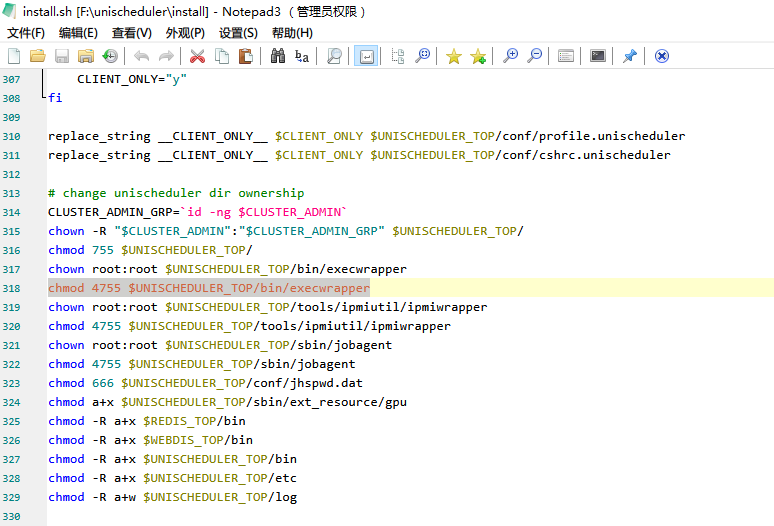 install.sh [F:\unischeduler\install] - Notepad3 （管理员权限）
文件(F) 编辑(E) 查看(V) 外观(P) 设置(S) 帮助(H)
307 CLIENT_ONLY="y"
308 fi
309
310 replace_string __CLIENT_ONLY__ $CLIENT_ONLY $UNISCHEDULER_TOP/conf/profile.unischeduler
311 replace_string __CLIENT_ONLY__ $CLIENT_ONLY $UNISCHEDULER_TOP/conf/cshrc.unischeduler
312
313 # change unischeduler dir ownership
314 CLUSTER_ADMIN_GRP=`id -ng $CLUSTER_ADMIN`
315 chown -R "$CLUSTER_ADMIN":"$CLUSTER_ADMIN_GRP" $UNISCHEDULER_TOP/
316 chmod 755 $UNISCHEDULER_TOP/
317 chown root:root $UNISCHEDULER_TOP/bin/execwrapper
318 chmod 4755 $UNISCHEDULER_TOP/bin/execwrapper
319 chown root:root $UNISCHEDULER_TOP/tools/ipmiutil/ipmiwrapper
320 chmod 4755 $UNISCHEDULER_TOP/tools/ipmiutil/ipmiwrapper
321 chown root:root $UNISCHEDULER_TOP/sbin/jobagent
322 chmod 4755 $UNISCHEDULER_TOP/sbin/jobagent
323 chmod 666 $UNISCHEDULER_TOP/conf/jhspwd.dat
324 chmod a+x $UNISCHEDULER_TOP/sbin/ext_resource/gpu
325 chmod -R a+x $REDIS_TOP/bin
326 chmod -R a+x $WEBDIS_TOP/bin
327 chmod -R a+x $UNISCHEDULER_TOP/bin
328 chmod -R a+x $UNISCHEDULER_TOP/etc
329 chmod -R a+w $UNISCHEDULER_TOP/log
330